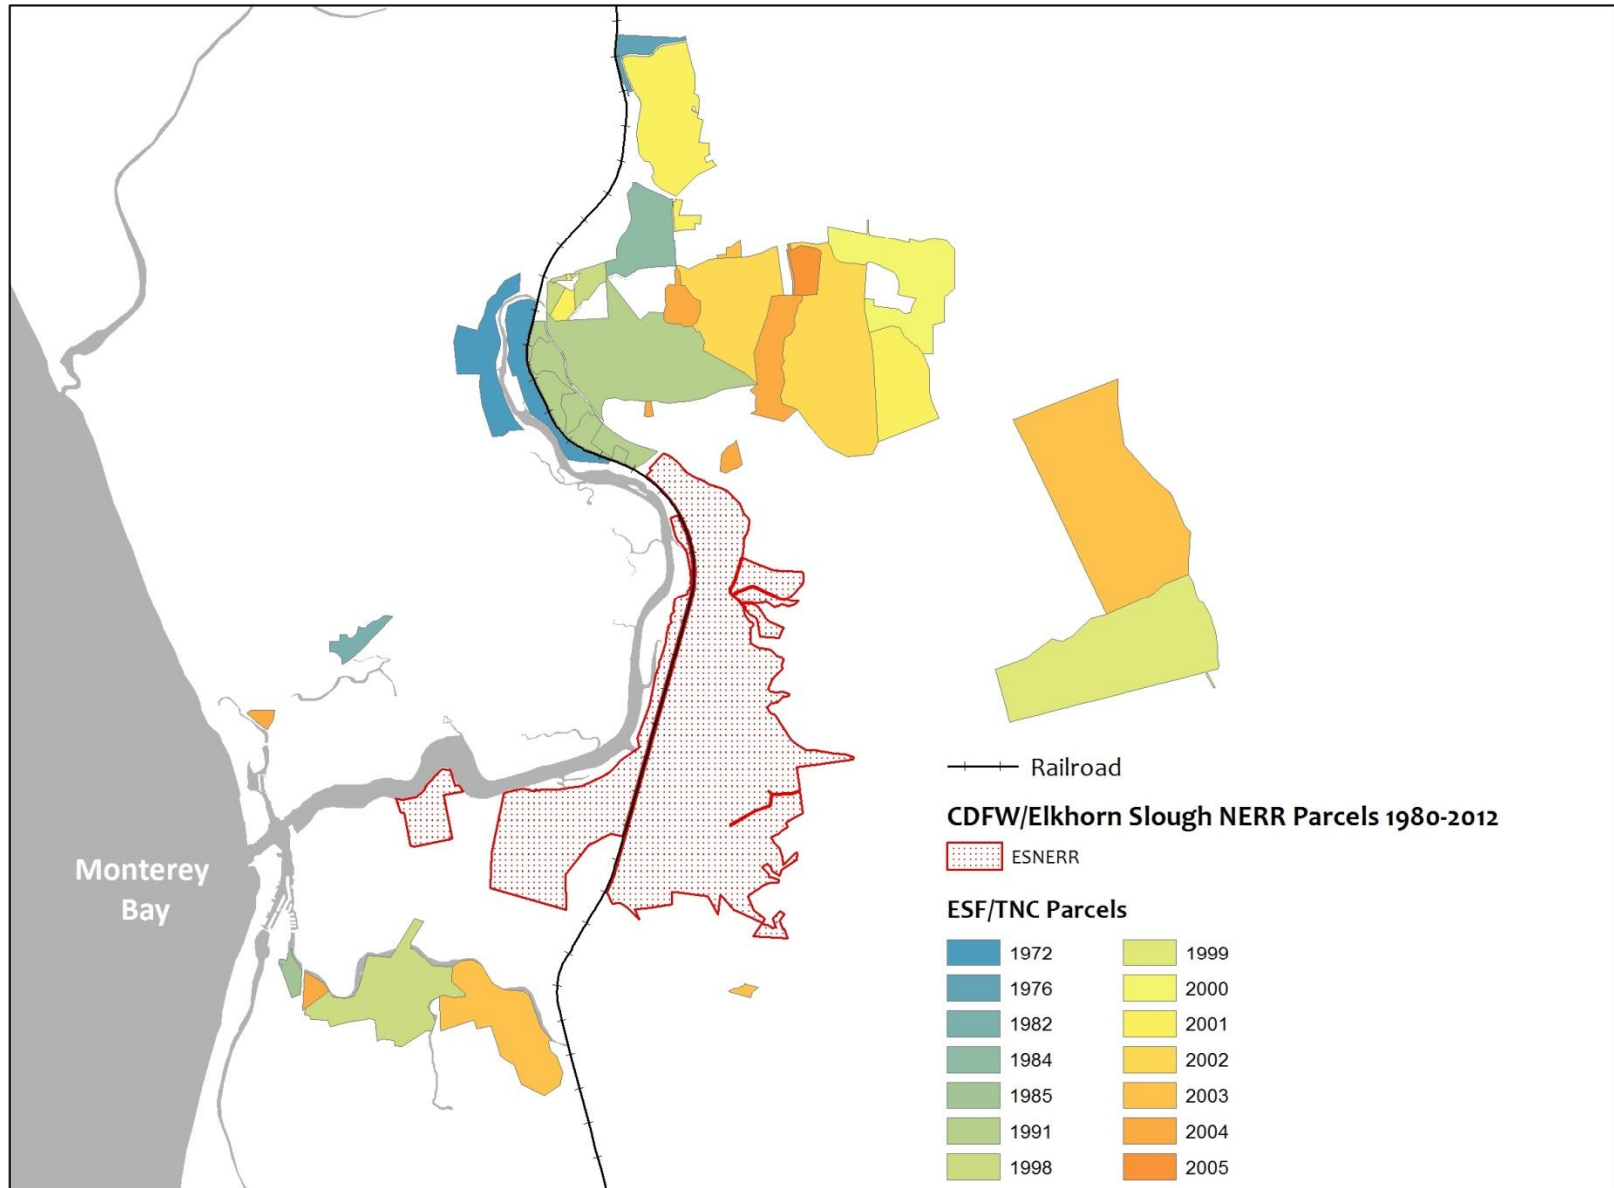 Monterey
Bay
Railroad
CDFW/Elkhorn Slough NERR Parcels 1980-2012
ESNERR
ESF/TNC Parcels
1972
1976
1982
1984
1985
1991
1998
1999
2000
2001
2002
2003
2004
2005